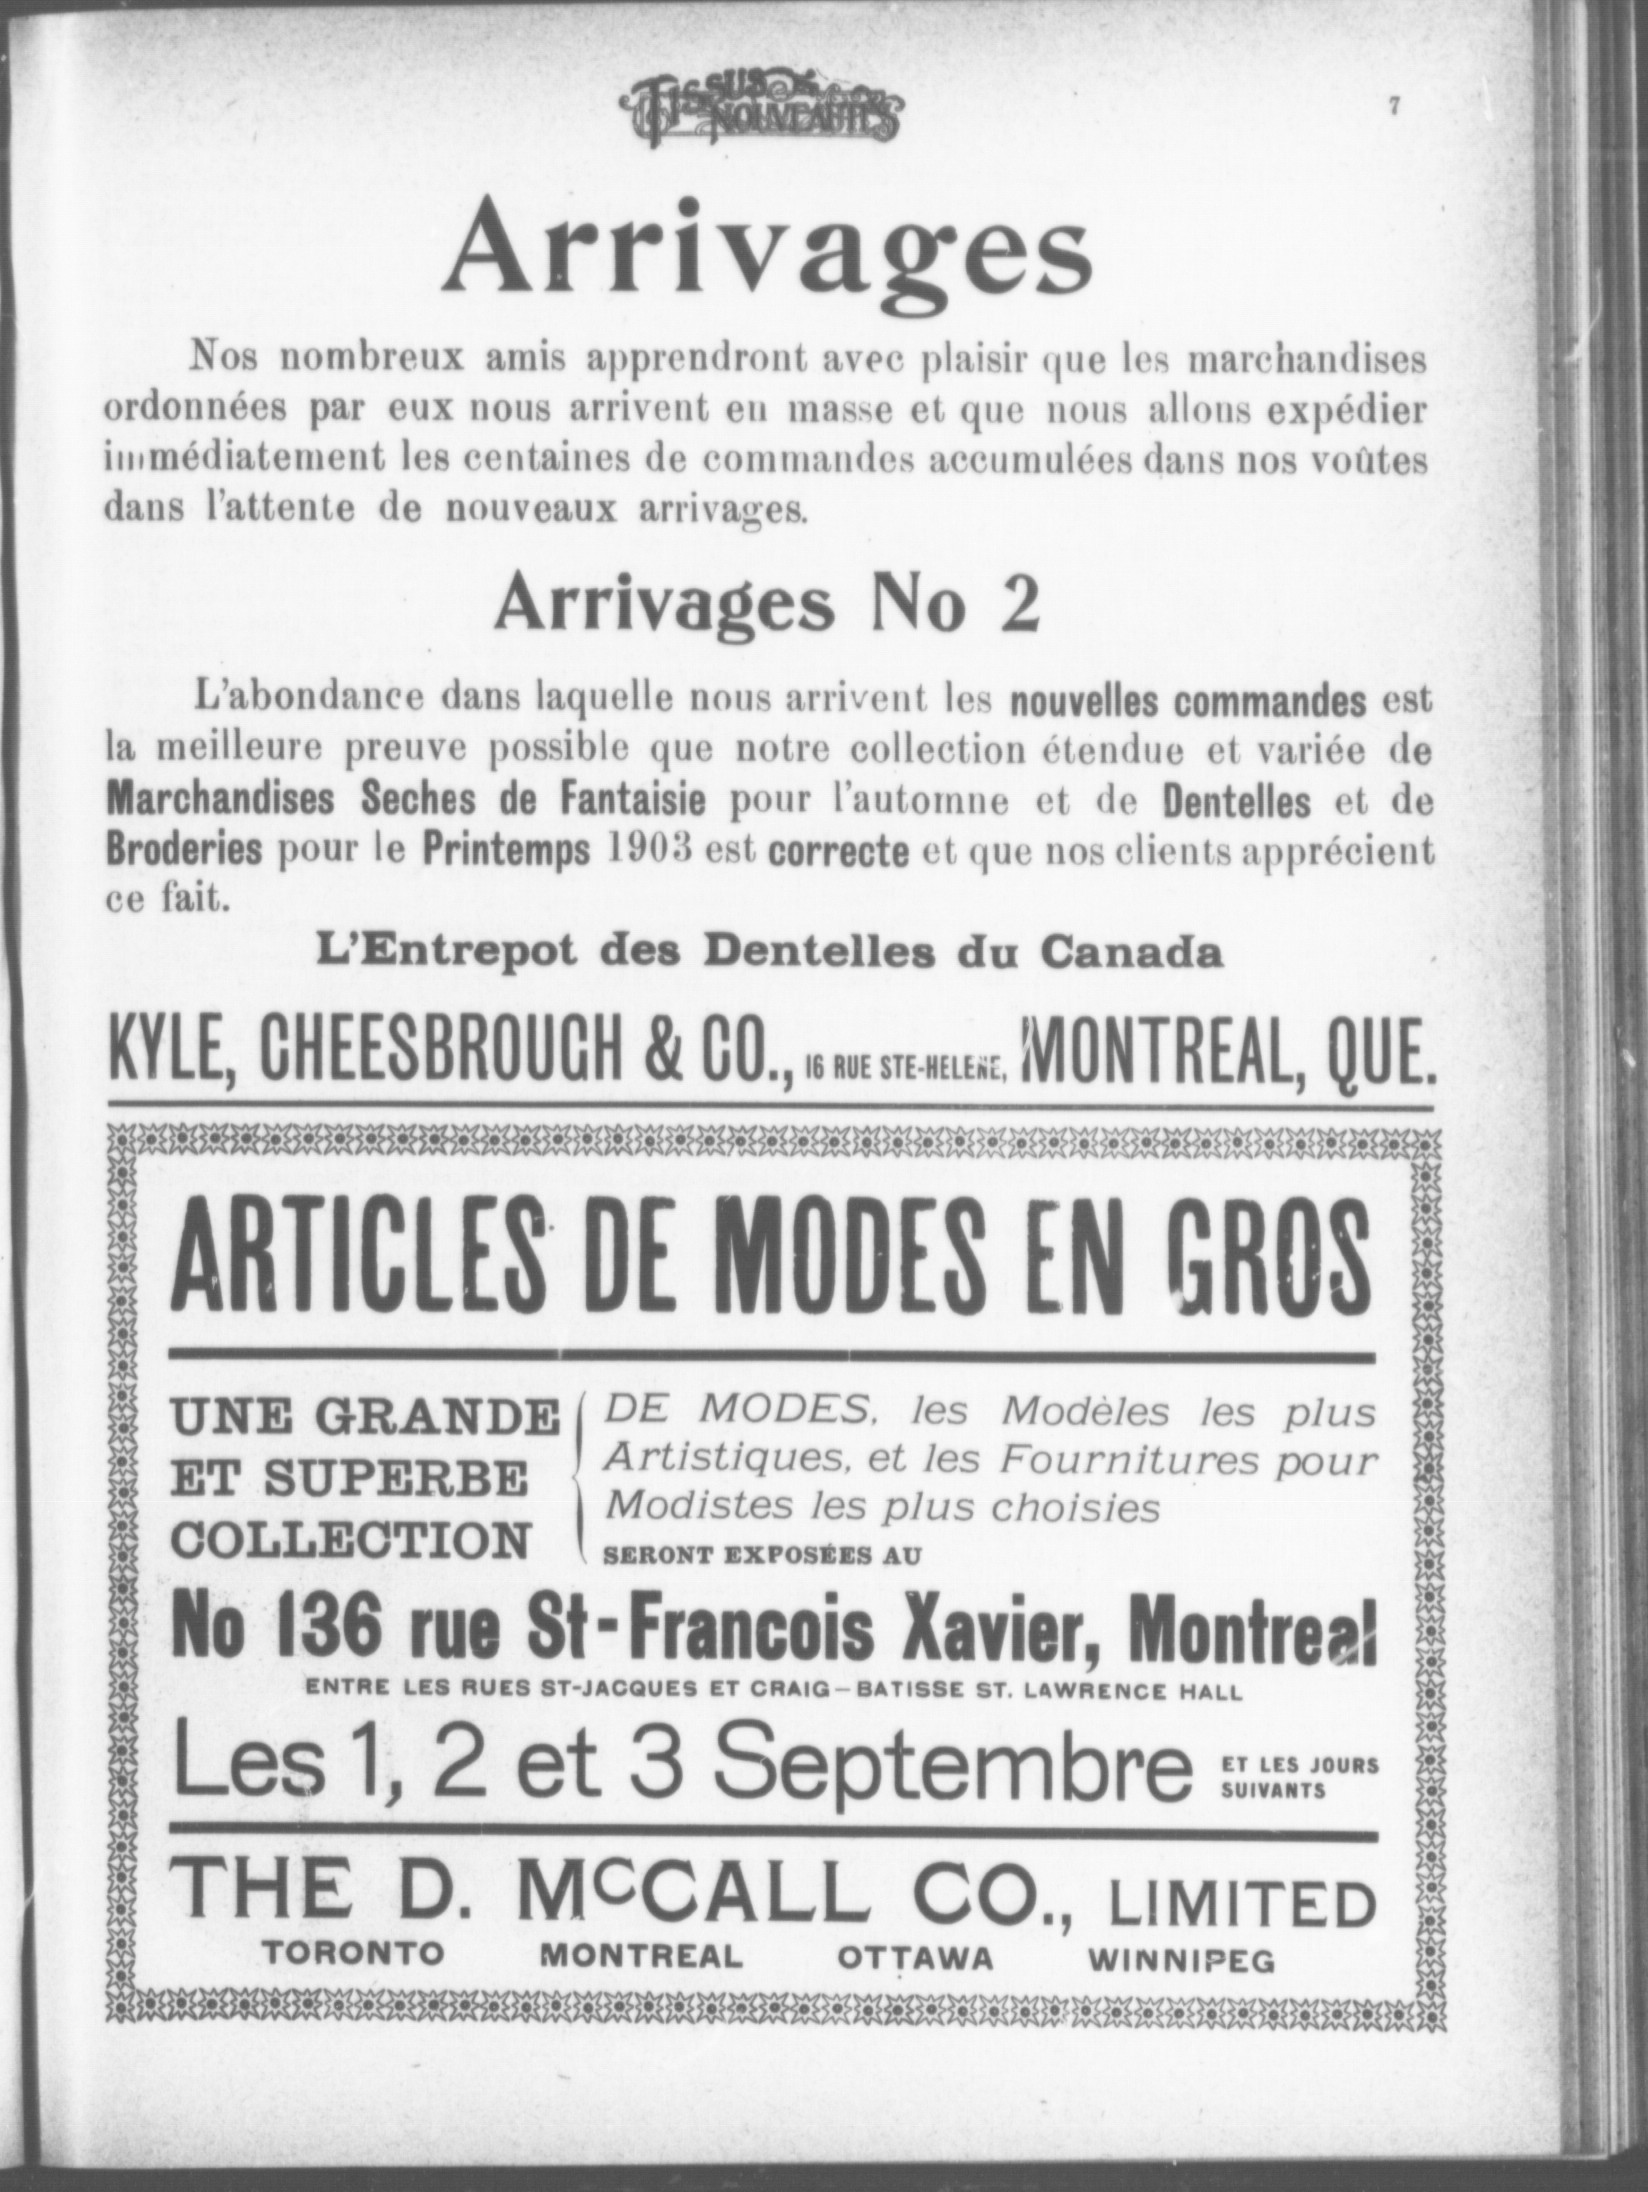 TISSUS & NOUVEAUTÉS
7
Arrivages
Nos nombreux amis apprendront avec plaisir que les marchandises
ordonnées par eux nous arrivent en masse et que nous allons expédier
immédiatement les centaines de commandes accumulées dans nos voûtes
dans l'attente de nouveaux arrivages.
Arrivages No 2
L'abondance dans laquelle nous arrivent les nouvelles commandes est
la meilleure preuve possible que notre collection étendue et variée de
Marchandises Seches de Fantaisie pour l'automne et de Dentelles et de
Broderies pour le Printemps 1903 est correcte et que nos clients apprécient
ce fait.
L'Entrepot des Dentelles du Canada
KYLE, CHEESBROUGH & CO., 16 RUE STE-HELENE, MONTREAL, QUE.
ARTICLES DE MODES EN GROS
UNE GRANDE
ET SUPERBE
COLLECTION
DE MODES, les Modèles les plus
Artistiques, et les Fournitures pour
Modistes les plus choisies
SERONT EXPOSÉES AU
No 136 rue St-Francois Xavier, Montreal
ENTRE LES RUES ST-JACQUES ET CRAIG—BATISSE ST. LAWRENCE HALL
Les 1, 2 et 3 Septembre ET LES JOURS
SUIVANTS
THE D. McCALL CO., LIMITED
TORONTO MONTREAL OTTAWA WINNIPEG